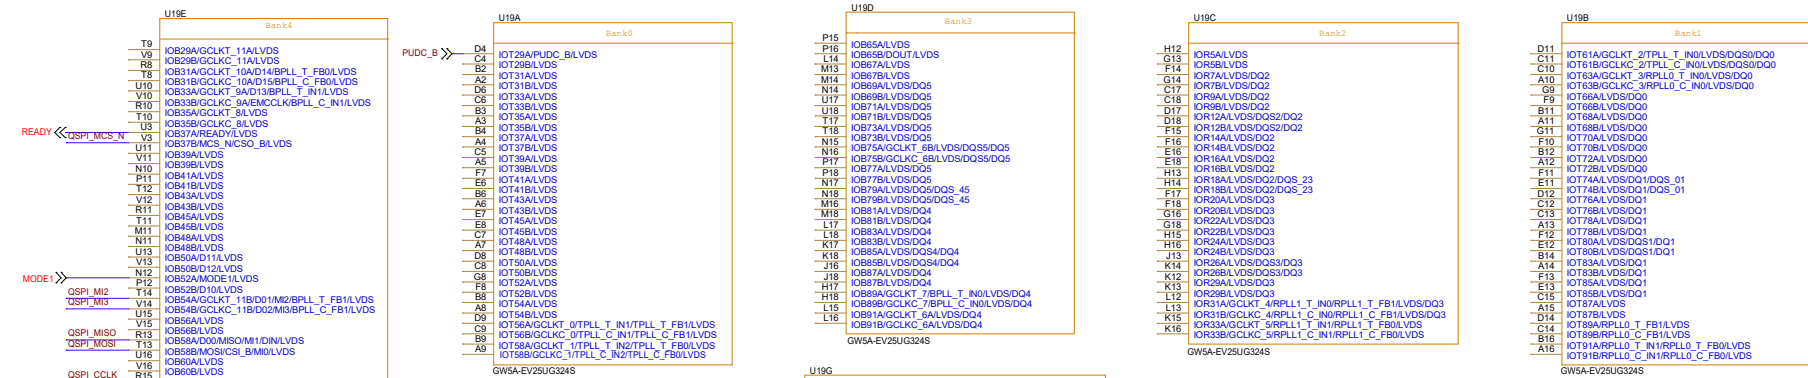 U19E
Bank4
T9 IOB29A/GCLKT_11A/LVDS
V9 IOB29B/GCLKC_11A/LVDS
R8 IOB31A/GCLKT_10A/D14/BPLL_T_FB0/LVDS
T8 IOB31B/GCLKC_10A/D15/BPLL_C_FB0/LVDS
U10 IOB33A/GCLKT_9A/D13/BPLL_T_IN1/LVDS
V10 IOB33B/GCLKC_9A/EMCCLK/BPLL_C_IN1/LVDS
R10 IOB35A/GCLKT_8/LVDS
T10 IOB35B/GCLKC_8/LVDS
READY U3 IOB37A/READY/LVDS
QSPI_MCS_N V3 IOB37B/MCS_N/CSO_B/LVDS
U11 IOB39A/LVDS
V11 IOB39B/LVDS
N10 IOB41A/LVDS
P11 IOB41B/LVDS
T12 IOB43A/LVDS
V12 IOB43B/LVDS
R11 IOB45A/LVDS
T11 IOB45B/LVDS
M11 IOB48A/LVDS
N11 IOB48B/LVDS
U13 IOB50A/D11/LVDS
V13 IOB50B/D12/LVDS
MODE1 N12 IOB52A/MODE1/LVDS
P12 IOB52B/D10/LVDS
QSPI_MI2 T14 IOB54A/GCLKT_11B/D01/MI2/BPLL_T_FB1/LVDS
QSPI_MI3 V14 IOB54B/GCLKC_11B/D02/MI3/BPLL_C_FB1/LVDS
U15 IOB56A/LVDS
V15 IOB56B/LVDS
QSPI_MISO R13 IOB58A/D00/MISO/MI1/DIN/LVDS
QSPI_MOSI T13 IOB58B/MOSI/CSI_B/MI0/LVDS
U16 IOB60A/LVDS
V16 IOB60B/LVDS
QSPI_CCLK R15
U19A
Bank0
PUDC_B D4 IOT29A/PUDC_B/LVDS
C4 IOT29B/LVDS
B2 IOT31A/LVDS
A2 IOT31B/LVDS
D6 IOT33A/LVDS
C6 IOT33B/LVDS
B3 IOT35A/LVDS
A3 IOT35B/LVDS
B4 IOT37A/LVDS
A4 IOT37B/LVDS
C5 IOT39A/LVDS
A5 IOT39B/LVDS
F7 IOT41A/LVDS
E6 IOT41B/LVDS
B6 IOT43A/LVDS
A6 IOT43B/LVDS
E7 IOT45A/LVDS
E8 IOT45B/LVDS
C7 IOT48A/LVDS
A7 IOT48B/LVDS
D8 IOT50A/LVDS
C8 IOT50B/LVDS
G8 IOT52A/LVDS
F8 IOT52B/LVDS
B8 IOT54A/LVDS
A8 IOT54B/LVDS
D9 IOT56A/GCLKT_0/TPLL_T_IN1/TPLL_T_FB1/LVDS
C9 IOT56B/GCLKC_0/TPLL_C_IN1/TPLL_C_FB1/LVDS
B9 IOT58A/GCLKT_1/TPLL_T_IN2/TPLL_T_FB0/LVDS
A9 IOT58B/GCLKC_1/TPLL_C_IN2/TPLL_C_FB0/LVDS
GW5A-EV25UG324S
U19D
Bank3
P15 IOB65A/LVDS
P16 IOB65B/DOUT/LVDS
L14 IOB67A/LVDS
M13 IOB67B/LVDS
M14 IOB69A/LVDS/DQ5
N14 IOB69B/LVDS/DQ5
U17 IOB71A/LVDS/DQ5
U18 IOB71B/LVDS/DQ5
T17 IOB73A/LVDS/DQ5
T18 IOB73B/LVDS/DQ5
N15 IOB75A/GCLKT_6B/LVDS/DQS5/DQ5
N16 IOB75B/GCLKC_6B/LVDS/DQS5/DQ5
P17 IOB77A/LVDS/DQ5
P18 IOB77B/LVDS/DQ5
N17 IOB79A/LVDS/DQ5/DQS_45
N18 IOB79B/LVDS/DQ5/DQS_45
M16 IOB81A/LVDS/DQ4
M18 IOB81B/LVDS/DQ4
L17 IOB83A/LVDS/DQ4
L18 IOB83B/LVDS/DQ4
K17 IOB85A/LVDS/DQS4/DQ4
K18 IOB85B/LVDS/DQS4/DQ4
J16 IOB87A/LVDS/DQ4
J18 IOB87B/LVDS/DQ4
H17 IOB89A/GCLKT_7/BPLL_T_IN0/LVDS/DQ4
H18 IOB89B/GCLKC_7/BPLL_C_IN0/LVDS/DQ4
L15 IOB91A/GCLKT_6A/LVDS/DQ4
L16 IOB91B/GCLKC_6A/LVDS/DQ4
GW5A-EV25UG324S
U19G
U19C
Bank2
H12 IOR5A/LVDS
G13 IOR5B/LVDS
F14 IOR7A/LVDS/DQ2
G14 IOR7B/LVDS/DQ2
C17 IOR9A/LVDS/DQ2
C18 IOR9B/LVDS/DQ2
D17 IOR12A/LVDS/DQS2/DQ2
D18 IOR12B/LVDS/DQS2/DQ2
F15 IOR14A/LVDS/DQ2
F16 IOR14B/LVDS/DQ2
E16 IOR16A/LVDS/DQ2
E18 IOR16B/LVDS/DQ2
H13 IOR18A/LVDS/DQ2/DQS_23
H14 IOR18B/LVDS/DQ2/DQS_23
F17 IOR20A/LVDS/DQ3
F18 IOR20B/LVDS/DQ3
G16 IOR22A/LVDS/DQ3
G18 IOR22B/LVDS/DQ3
H15 IOR24A/LVDS/DQ3
H16 IOR24B/LVDS/DQ3
J13 IOR26A/LVDS/DQS3/DQ3
K14 IOR26B/LVDS/DQS3/DQ3
K12 IOR29A/LVDS/DQ3
K13 IOR29B/LVDS/DQ3
L12 IOR31A/GCLKT_4/RPLL1_T_IN0/RPLL1_T_FB1/LVDS/DQ3
L13 IOR31B/GCLKC_4/RPLL1_C_IN0/RPLL1_C_FB1/LVDS/DQ3
K15 IOR33A/GCLKT_5/RPLL1_T_IN1/RPLL1_T_FB0/LVDS
K16 IOR33B/GCLKC_5/RPLL1_C_IN1/RPLL1_C_FB0/LVDS
GW5A-EV25UG324S
U19B
Bank1
D11 IOT61A/GCLKT_2/TPLL_T_IN0/LVDS/DQS0/DQ0
C11 IOT61B/GCLKC_2/TPLL_C_IN0/LVDS/DQS0/DQ0
C10 IOT63A/GCLKT_3/RPLL0_T_IN0/LVDS/DQ0
A10 IOT63B/GCLKC_3/RPLL0_C_IN0/LVDS/DQ0
G9 IOT66A/LVDS/DQ0
F9 IOT66B/LVDS/DQ0
B11 IOT68A/LVDS/DQ0
A11 IOT68B/LVDS/DQ0
G11 IOT70A/LVDS/DQ0
F10 IOT70B/LVDS/DQ0
B12 IOT72A/LVDS/DQ0
A12 IOT72B/LVDS/DQ0
F11 IOT74A/LVDS/DQ1/DQS_01
E11 IOT74B/LVDS/DQ1/DQS_01
D12 IOT76A/LVDS/DQ1
C12 IOT76B/LVDS/DQ1
C13 IOT78A/LVDS/DQ1
A13 IOT78B/LVDS/DQ1
F12 IOT80A/LVDS/DQS1/DQ1
E12 IOT80B/LVDS/DQS1/DQ1
B14 IOT83A/LVDS/DQ1
A14 IOT83B/LVDS/DQ1
F13 IOT85A/LVDS/DQ1
E13 IOT85B/LVDS/DQ1
C15 IOT87A/LVDS
A15 IOT87B/LVDS
D14 IOT89A/RPLL0_T_FB1/LVDS
C14 IOT89B/RPLL0_C_FB1/LVDS
B16 IOT91A/RPLL0_T_IN1/RPLL0_T_FB0/LVDS
A16 IOT91B/RPLL0_C_IN1/RPLL0_C_FB0/LVDS
GW5A-EV25UG324S